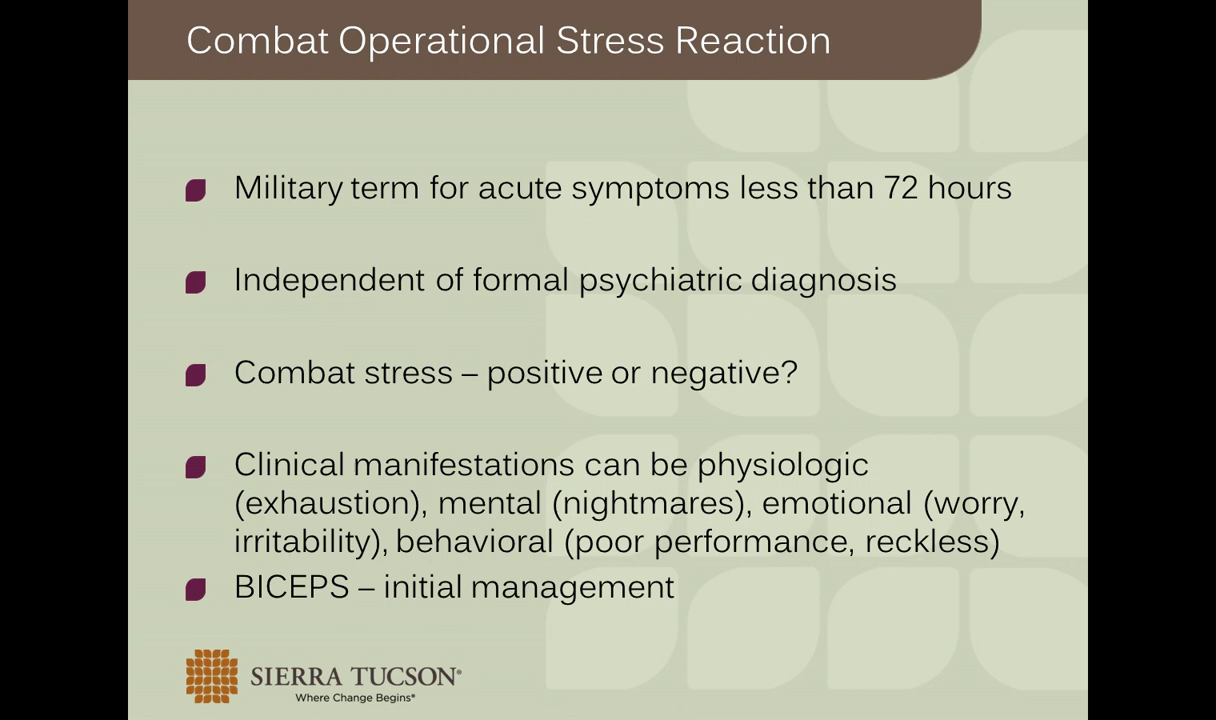 Combat Operational Stress Reaction
Military term for acute symptoms less than 72 hours
Independent of formal psychiatric diagnosis
Combat stress – positive or negative?
Clinical manifestations can be physiologic
(exhaustion), mental (nightmares), emotional (worry,
irritability), behavioral (poor performance, reckless)
BICEPS – initial management
SIERRA TUCSON®
Where Change Begins®